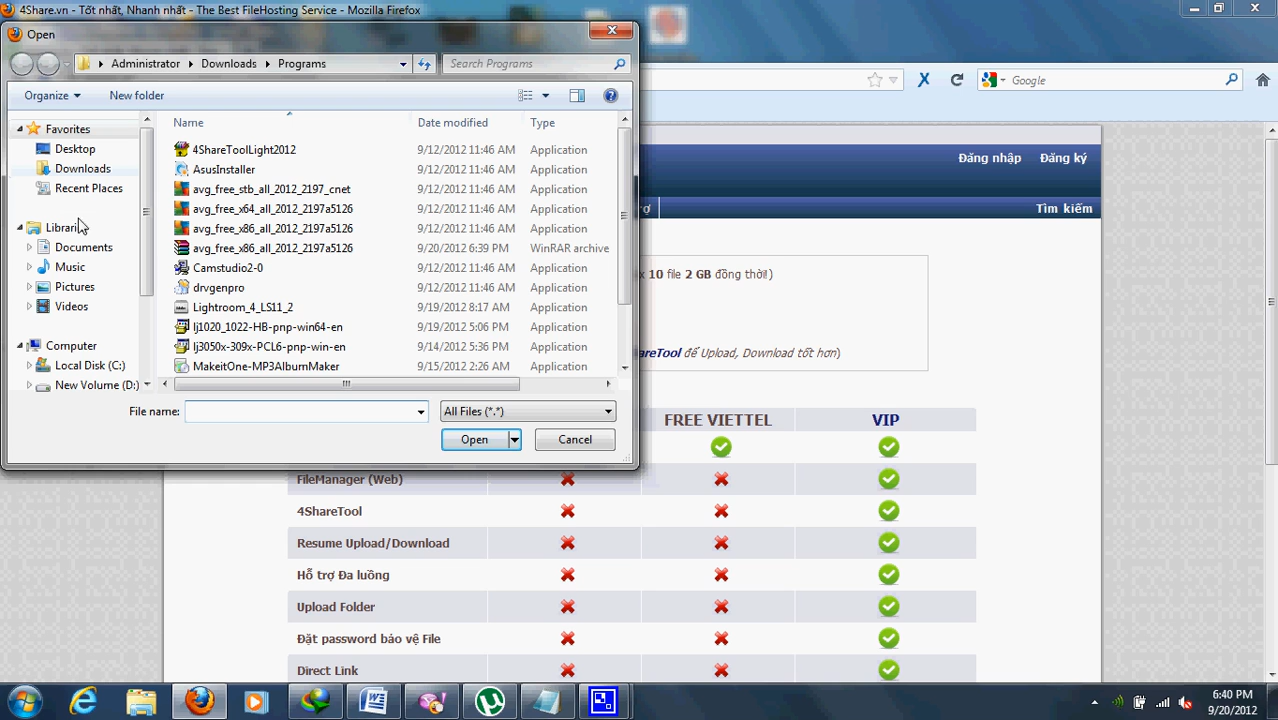 4Share.vn - Tốt nhất, Nhanh nhất - The Best FileHosting Service - Mozilla Firefox
Open
Administrator Downloads Programs
Search Programs
Google
Organize New folder
Favorites
Desktop
Downloads
Recent Places
Documents
Music
Pictures
Videos
Computer
Local Disk (C:)
New Volume (D:)
Name Date modified Type
4ShareToolLight2012 9/12/2012 11:46 AM Application
AsusInstaller 9/12/2012 11:46 AM Application
avg_free_stb_all_2012_2197_cnet 9/12/2012 11:46 AM Application
avg_free_x64_all_2012_2197a5126 9/12/2012 11:46 AM Application
avg_free_x86_all_2012_2197a5126 9/12/2012 11:46 AM Application
avg_free_x86_all_2012_2197a5126 9/20/2012 6:39 PM WinRAR archive
Camstudio2-0 9/12/2012 11:46 AM Application
drvgenpro 9/12/2012 11:46 AM Application
Lightroom_4_LS11_2 9/19/2012 8:17 AM Application
lj1020_1022-HB-pnp-win64-en 9/19/2012 5:06 PM Application
lj3050x-309x-PCL6-pnp-win-en 9/14/2012 5:36 PM Application
MakeitOne-MP3AlbumMaker 9/15/2012 2:26 AM Application
File name: All Files (*.*)
Open Cancel
Đăng nhập Đăng ký
Tìm kiếm
x 10 file 2 GB đồng thời!)
để Upload, Download tốt hơn)
FREE VIETTEL VIP
FileManager (Web)
4ShareTool
Resume Upload/Download
Hỗ trợ Đa luồng
Upload Folder
Đặt password bảo vệ File
Direct Link
6:40 PM
9/20/2012